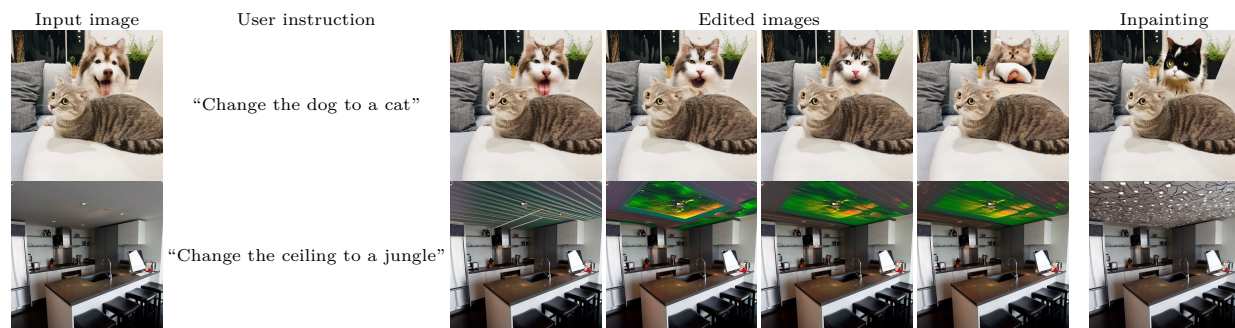 Input image
User instruction
Edited images
Inpainting
“Change the dog to a cat”
“Change the ceiling to a jungle”